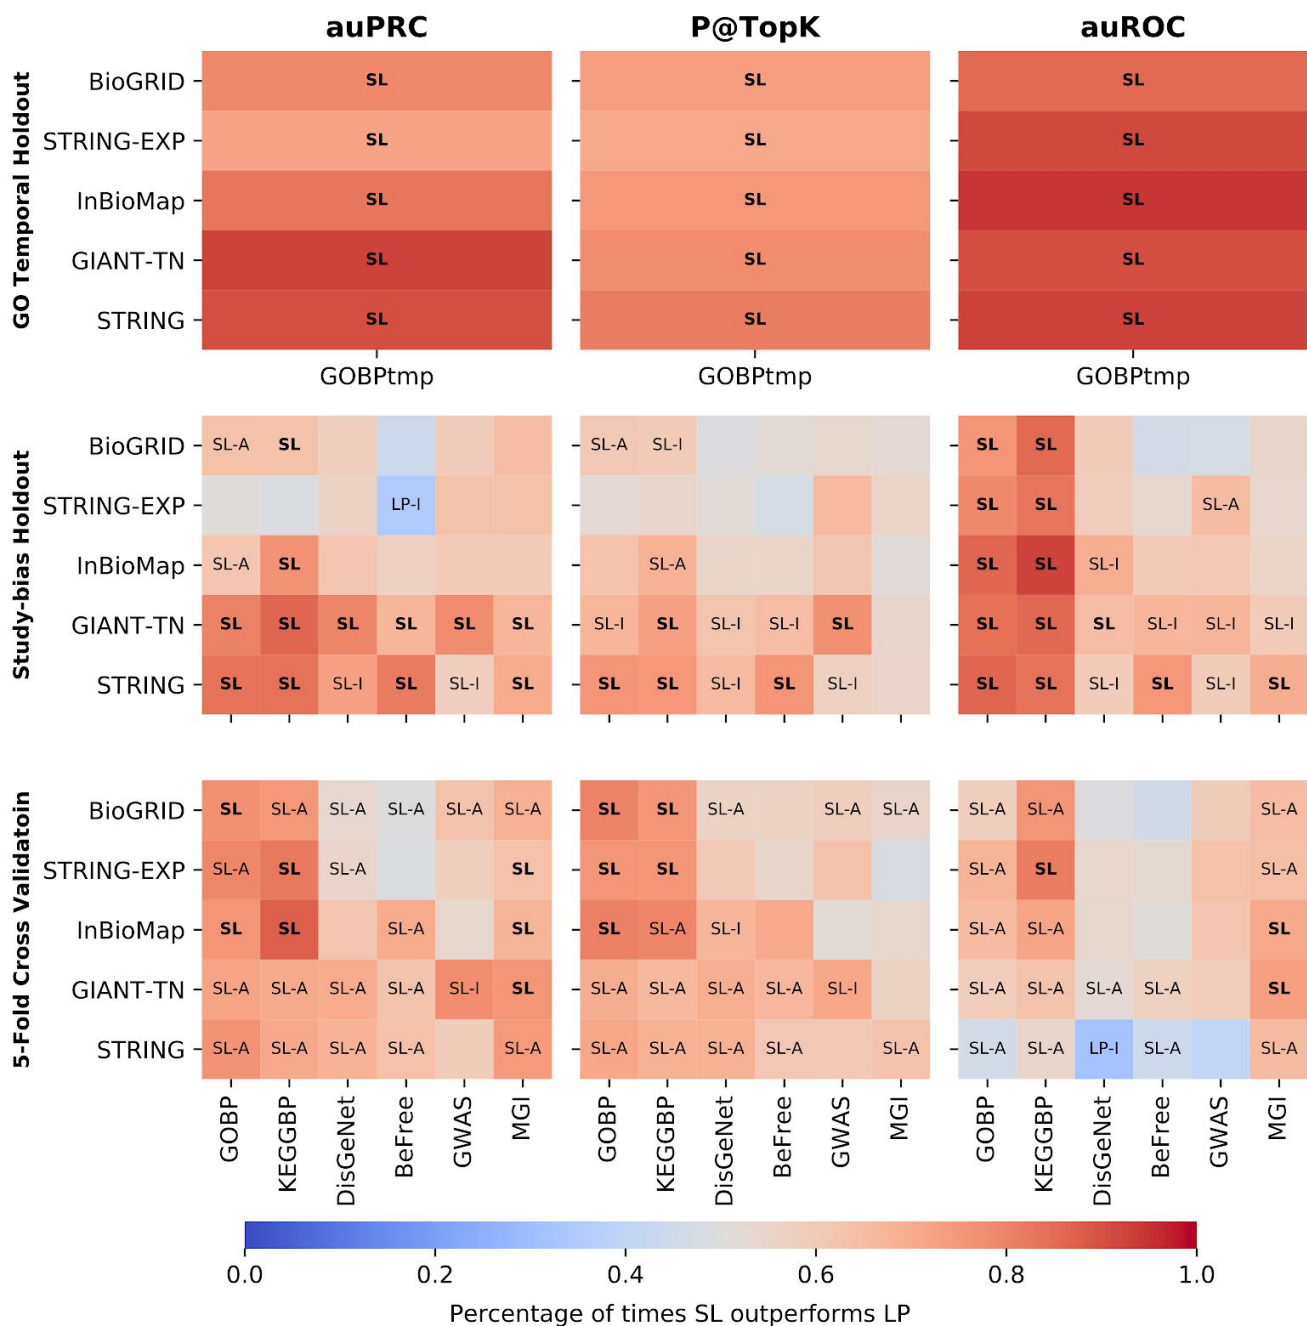 auPRC P@TopK auROC
GO Temporal Holdout
BioGRID SL SL SL
STRING-EXP SL SL SL
InBioMap SL SL SL
GIANT-TN SL SL SL
STRING SL SL SL
GOBPtmp GOBPtmp GOBPtmp
Study-bias Holdout
BioGRID SL-A SL SL-A SL-I SL SL
STRING-EXP LP-I SL SL SL-A
InBioMap SL-A SL SL-A SL SL SL-I
GIANT-TN SL SL SL SL SL SL SL-I SL SL-I SL-I SL SL SL SL SL-I SL-I SL-I
STRING SL SL SL-I SL SL-I SL SL SL SL-I SL SL-I SL SL SL-I SL SL-I SL
5-Fold Cross Validatoin
BioGRID SL SL-A SL-A SL-A SL-A SL-A SL SL SL-A SL-A SL-A SL-A SL-A SL-A
STRING-EXP SL-A SL SL-A SL SL SL SL-A SL SL-A
InBioMap SL SL SL-A SL SL SL-A SL-I SL-A SL-A SL
GIANT-TN SL-A SL-A SL-A SL-A SL-I SL SL-A SL-A SL-A SL-A SL-I SL-A SL-A SL-A SL-A SL
STRING SL-A SL-A SL-A SL-A SL-A SL-A SL-A SL-A SL-A SL-A SL-A SL-A LP-I SL-A SL-A
GOBP KEGGBP DisGeNet BeFree GWAS MGI GOBP KEGGBP DisGeNet BeFree GWAS MGI GOBP KEGGBP DisGeNet BeFree GWAS MGI
0.0 0.2 0.4 0.6 0.8 1.0
Percentage of times SL outperforms LP